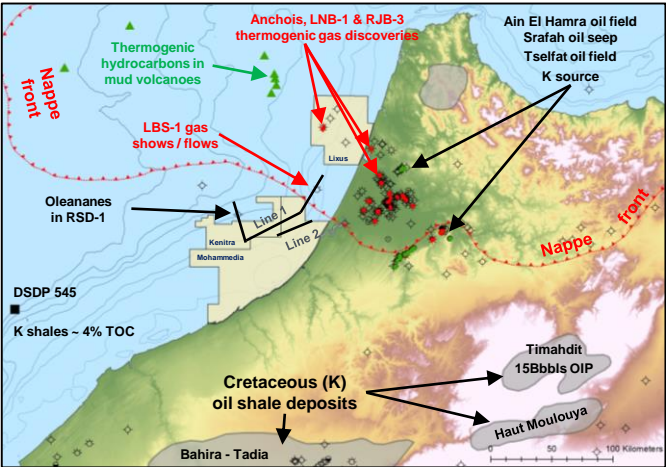 Anchois, LNB-1 & RJB-3
thermogenic gas discoveries
Ain El Hamra oil field
Srafah oil seep
Tselfat oil field
K source
Thermogenic
hydrocarbons in
mud volcanoes
Nappe
front
LBS-1 gas
shows / flows
Lixus
Oleananes
in RSD-1
Line 1
Line 2
Kenitra
Mohammedia
Nappe
front
DSDP 545
K shales ~ 4% TOC
Timahdit
15Bbbls OIP
Cretaceous (K)
oil shale deposits
Haut Moulouya
Bahira - Tadia
0
50
100 Kilometers